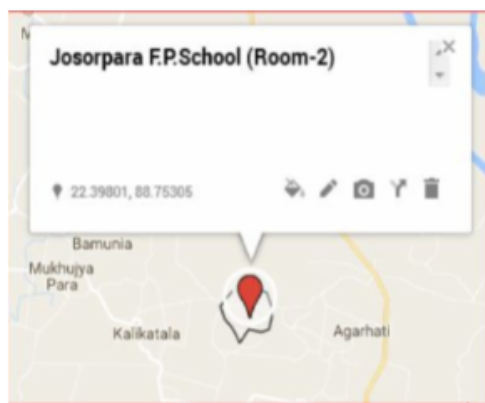 Josorpara F.P.School (Room-2)
22.39801, 88.75305
Bamunia
Mukhujya
Para
Kalikatala
Agarhati